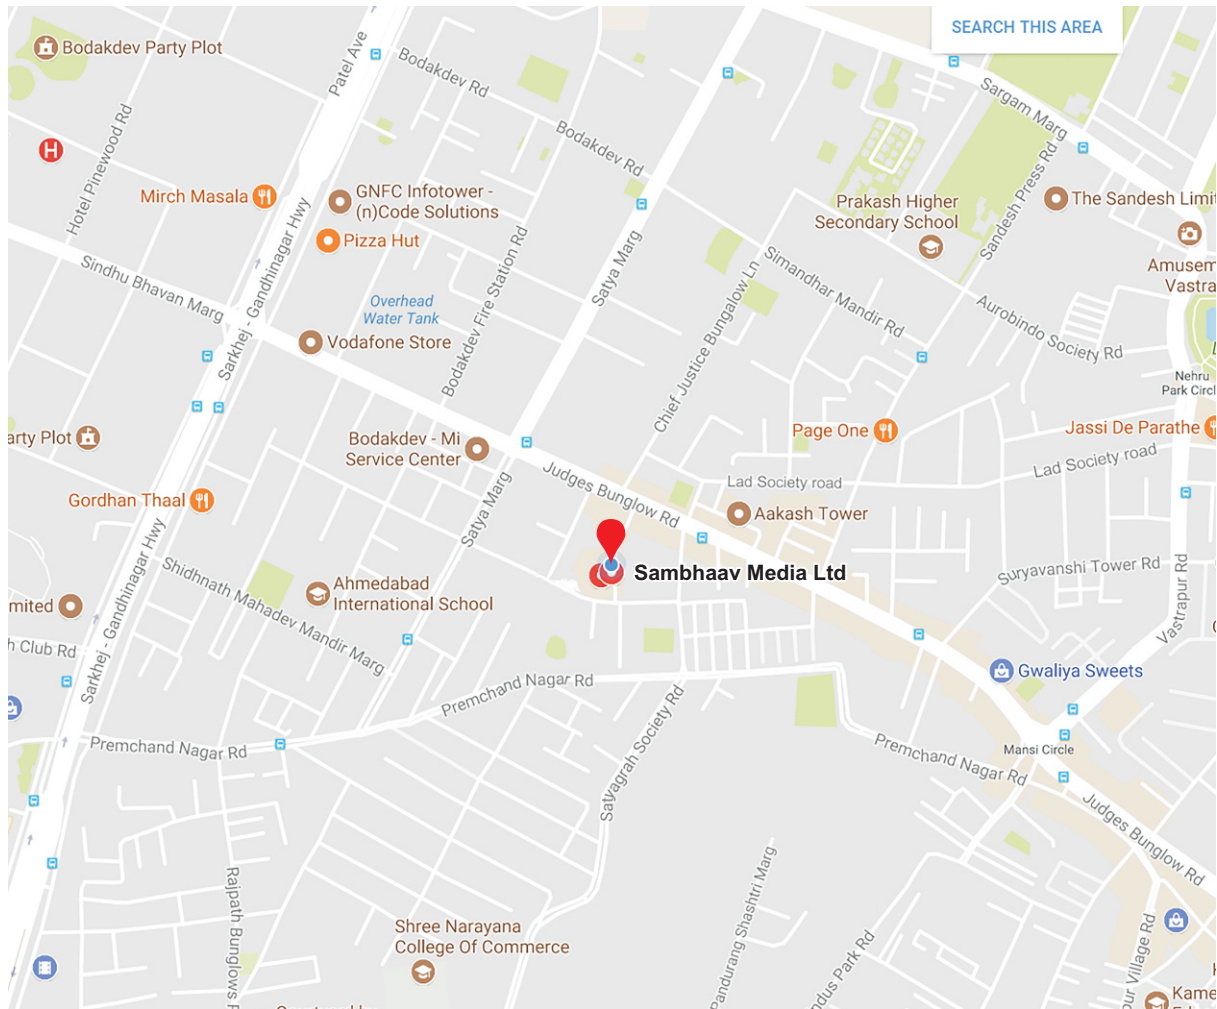 SEARCH THIS AREA
Bodakdev Party Plot
Patel Ave
Bodakdev Rd
Sargam Marg
Hotel Pinewood Rd
Bodakdev Rd
Mirch Masala
GNFC Infotower -
(n)Code Solutions
Pizza Hut
Prakash Higher
Secondary School
Sandesh Press Rd
The Sandesh Limit
H
Sindhu Bhavan Marg
Sarkhej - Gandhinagar Hwy
Overhead
Water Tank
Bodakdev Fire Station Rd
Satya Marg
Simandhar Mandir Rd
Amusem
Vastra
Aurobindo Society Rd
Vodafone Store
Chief Justice Bungalow Ln
Nehru
Park Circl
arty Plot
Bodakdev - Mi
Service Center
Page One
Jassi De Parathe
Lad Society road
Gordhan Thaal
Satya Marg
Judges Bunglow Rd
Lad Society road
Aakash Tower
Sambhaav Media Ltd
Suryavanshi Tower Rd
Vastrapur Rd
Sarkhej - Gandhinagar Hwy
Shidhnath Mahadev Mandir Marg
Ahmedabad
International School
mited
h Club Rd
Premchand Nagar Rd
Gwaliya Sweets
Premchand Nagar Rd
Satyagrah Society Rd
Premchand Nagar Rd
Mansi Circle
Judges Bunglow Rd
Rajpath Bunglows R
Shree Narayana
College Of Commerce
Pandurang Shashtri Marg
ndus Park Rd
our Village Rd
Kame